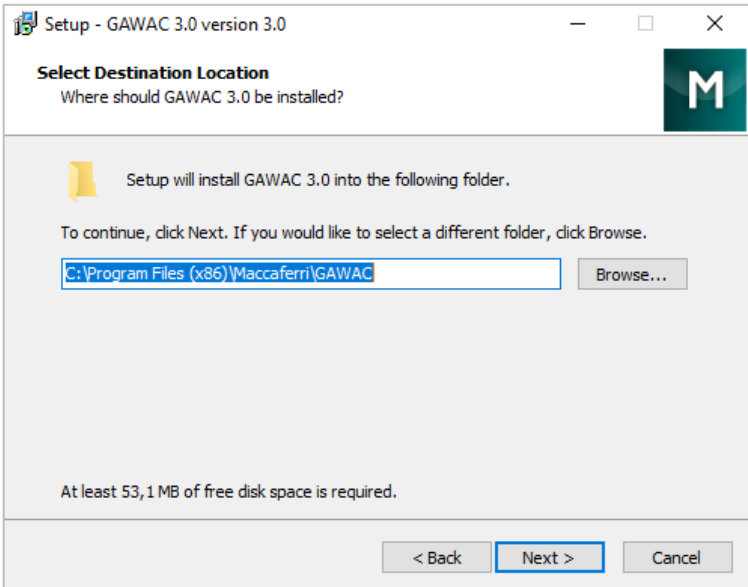 Setup - GAWAC 3.0 version 3.0
Select Destination Location
Where should GAWAC 3.0 be installed?
M
Setup will install GAWAC 3.0 into the following folder.
To continue, click Next. If you would like to select a different folder, click Browse.
C:\Program Files (x86)\Maccaferri\GAWAC
Browse...
At least 53,1 MB of free disk space is required.
< Back
Next >
Cancel